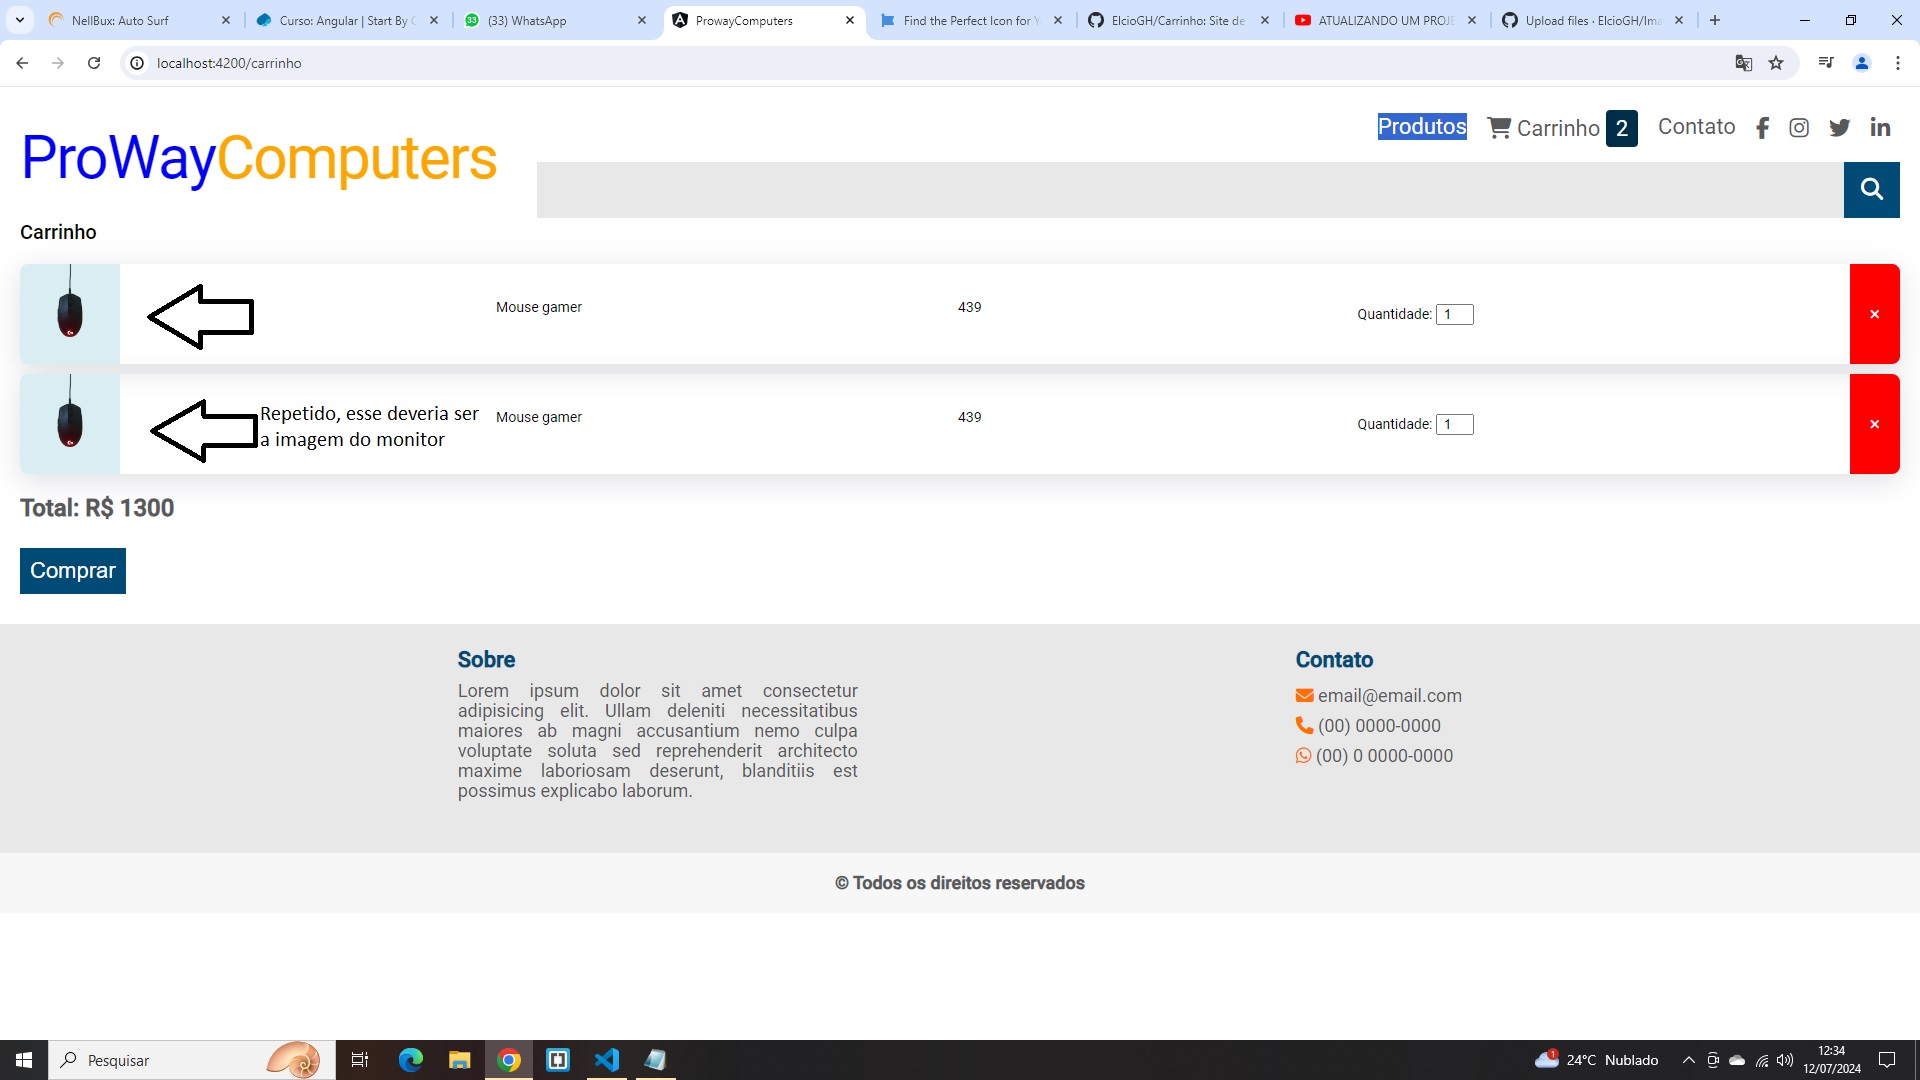 NellBux: Auto Surf
Curso: Angular | Start By
(33) WhatsApp
ProwayComputers
Find the Perfect Icon for
ElcioGH/Carrinho: Site de
ATUALIZANDO UM PROJE
Upload files · ElcioGH/Ima
localhost:4200/carrinho
Produtos Carrinho 2 Contato
ProWayComputers
Carrinho
Mouse gamer 439 Quantidade: 1 ×
Repetido, esse deveria ser
a imagem do monitor
Mouse gamer 439 Quantidade: 1 ×
Total: R$ 1300
Comprar
Sobre
Lorem ipsum dolor sit amet consectetur
adipisicing elit. Ullam deleniti necessitatibus
maiores ab magni accusantium nemo culpa
voluptate soluta sed reprehenderit architecto
maxime laboriosam deserunt, blanditiis est
possimus explicabo laborum.
Contato
email@email.com
(00) 0000-0000
(00) 0 0000-0000
© Todos os direitos reservados
Pesquisar
1
24°C Nublado
12:34
12/07/2024